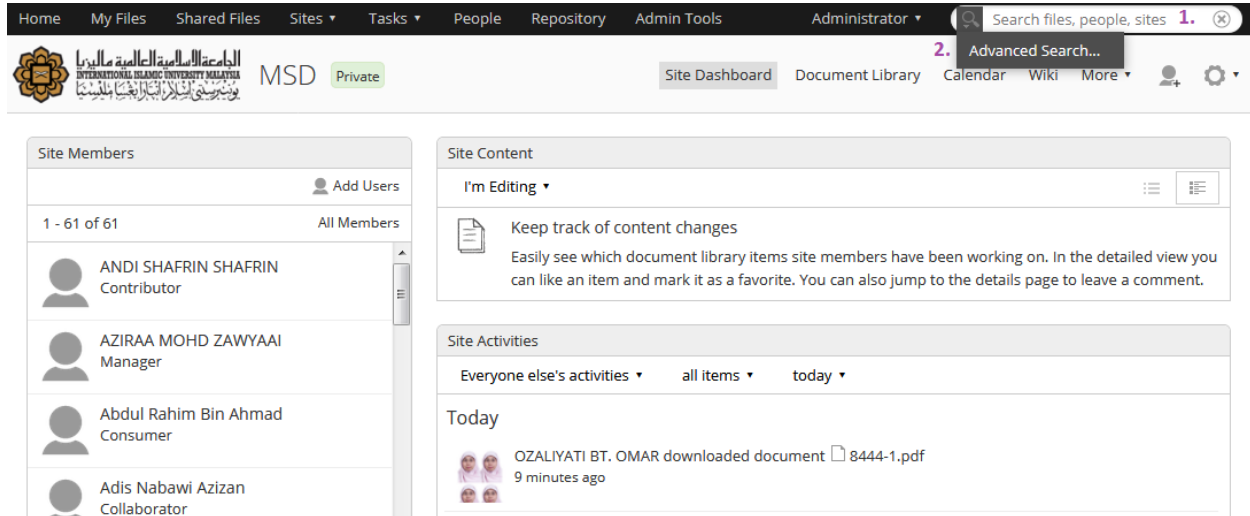 Home My Files Shared Files Sites ▾ Tasks ▾ People Repository Admin Tools Administrator ▾ Search files, people, sites 1.
2. Advanced Search...
الجامعة الإسلامية العالمية ماليزيا
INTERNATIONAL ISLAMIC UNIVERSITY MALAYSIA
MSD Private Site Dashboard Document Library Calendar Wiki More ▾
Site Members
Add Users
1 - 61 of 61 All Members
ANDI SHAFRIN SHAFRIN
Contributor
AZIRAA MOHD ZAWYAAI
Manager
Abdul Rahim Bin Ahmad
Consumer
Adis Nabawi Azizan
Collaborator
Site Content
I'm Editing ▾
Keep track of content changes
Easily see which document library items site members have been working on. In the detailed view you
can like an item and mark it as a favorite. You can also jump to the details page to leave a comment.
Site Activities
Everyone else's activities ▾ all items ▾ today ▾
Today
OZALIYATI BT. OMAR downloaded document 8444-1.pdf
9 minutes ago